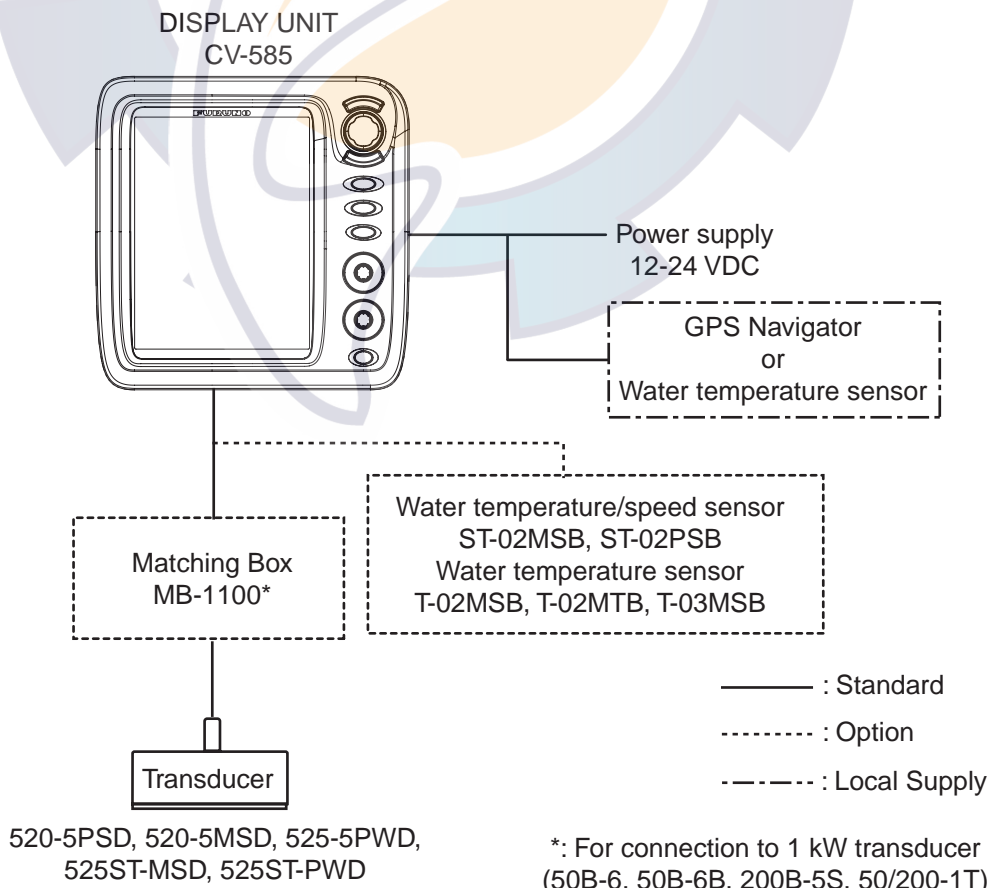 DISPLAY UNIT
CV-585
FURUNO
Power supply
12-24 VDC
GPS Navigator
or
Water temperature sensor
Water temperature/speed sensor
ST-02MSB, ST-02PSB
Water temperature sensor
T-02MSB, T-02MTB, T-03MSB
Matching Box
MB-1100*
: Standard
: Option
: Local Supply
Transducer
520-5PSD, 520-5MSD, 525-5PWD,
525ST-MSD, 525ST-PWD
*: For connection to 1 kW transducer
(50B-6, 50B-6B, 200B-5S, 50/200-1T)